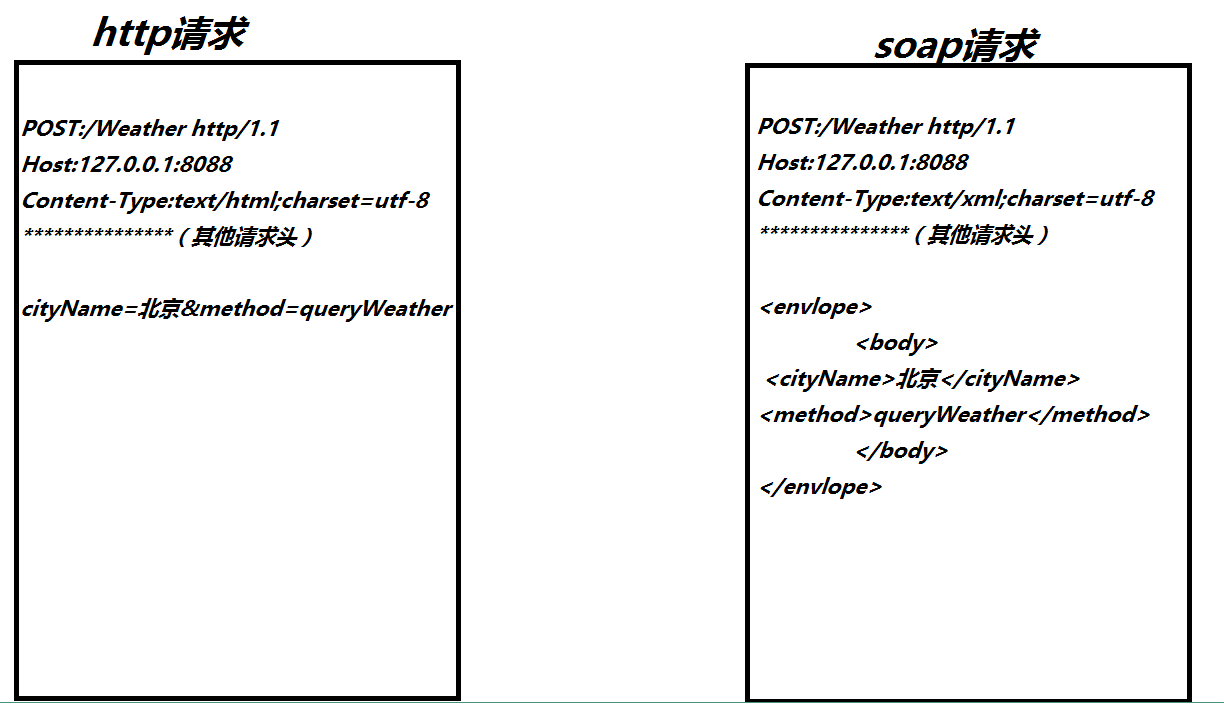 http请求
POST:/Weather http/1.1
Host:127.0.0.1:8088
Content-Type:text/html;charset=utf-8
***************（其他请求头）
cityName=北京&method=queryWeather
soap请求
POST:/Weather http/1.1
Host:127.0.0.1:8088
Content-Type:text/xml;charset=utf-8
***************（其他请求头）
<envlope>
<body>
<cityName>北京</cityName>
<method>queryWeather</method>
</body>
</envlope>